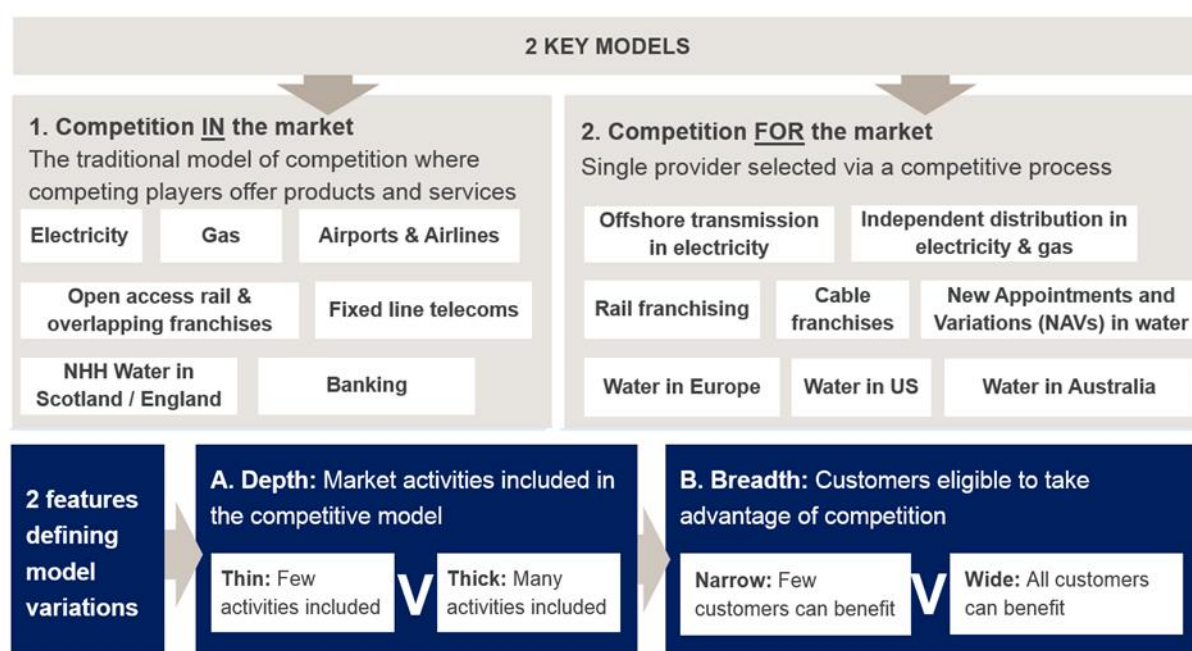 2 KEY MODELS
1. Competition IN the market
The traditional model of competition where
competing players offer products and services
Electricity
Gas
Airports & Airlines
Open access rail &
overlapping franchises
Fixed line telecoms
NHH Water in
Scotland / England
Banking
2. Competition FOR the market
Single provider selected via a competitive process
Offshore transmission
in electricity
Independent distribution in
electricity & gas
Rail franchising
Cable
franchises
New Appointments and
Variations (NAVs) in water
Water in Europe
Water in US
Water in Australia
2 features
defining
model
variations
A. Depth: Market activities included in
the competitive model
Thin: Few
activities included
V
Thick: Many
activities included
B. Breadth: Customers eligible to take
advantage of competition
Narrow: Few
customers can benefit
V
Wide: All customers
can benefit